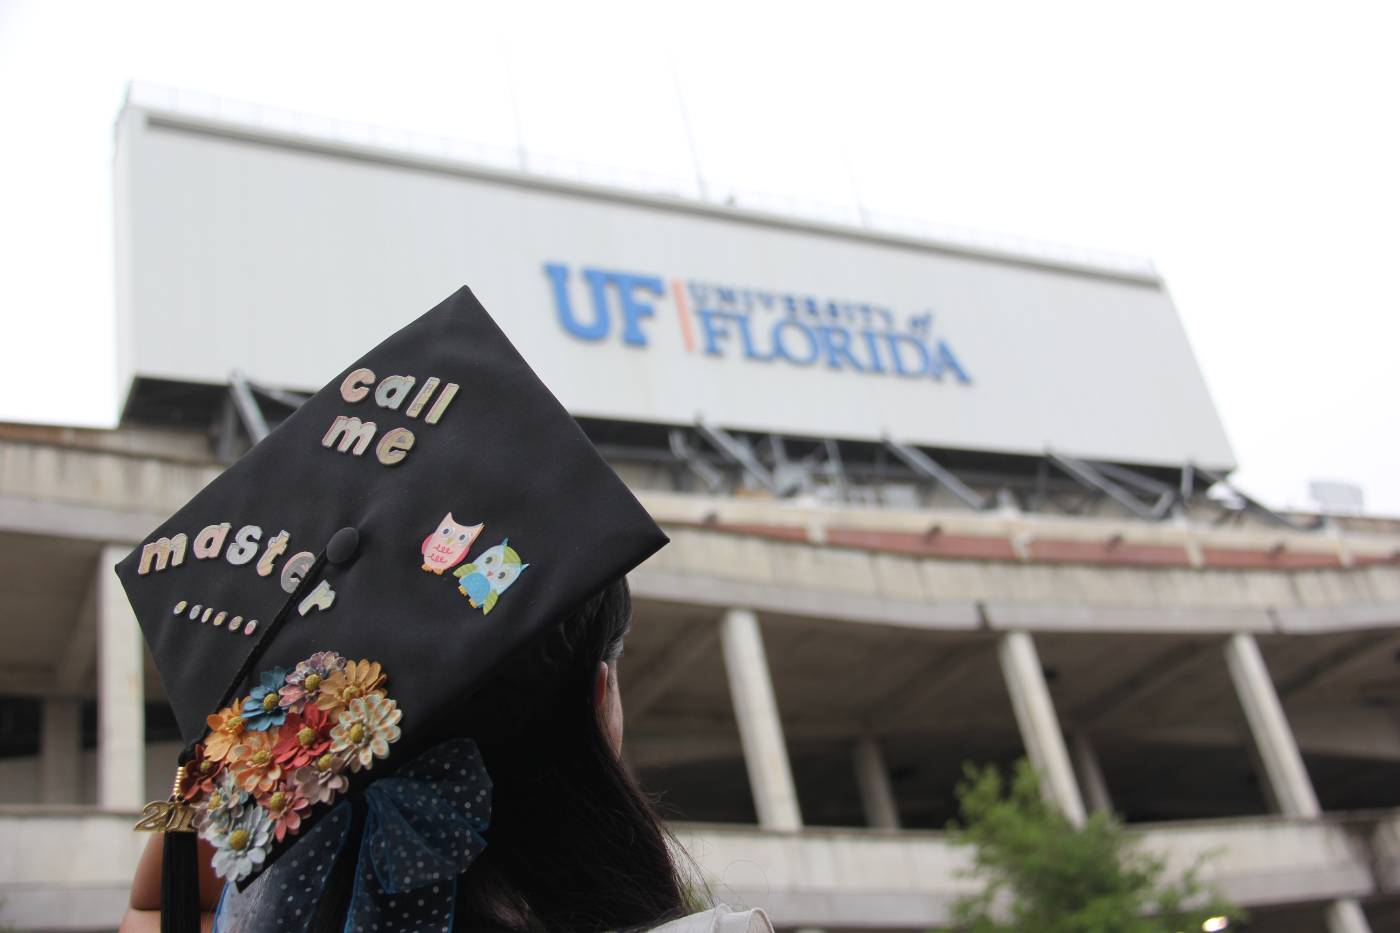 call
me
master
......
UF UNIVERSITY of
FLORIDA